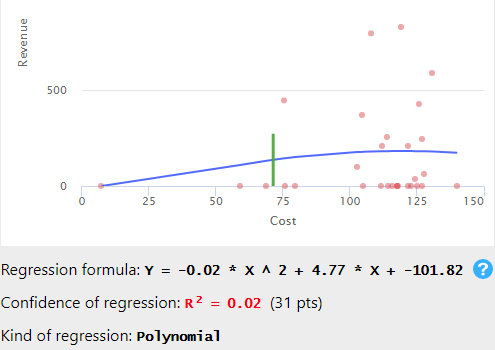 Revenue
500
0
0 25 50 75 100 125 150
Cost
Regression formula: Y = -0.02 * X ^ 2 + 4.77 * X + -101.82 ?
Confidence of regression: R² = 0.02 (31 pts)
Kind of regression: Polynomial